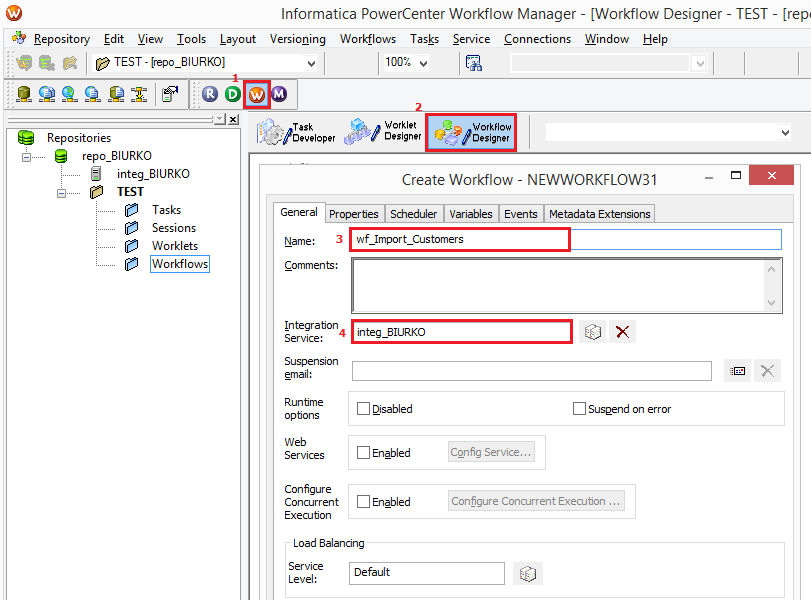 W
Informatica PowerCenter Workflow Manager - [Workflow Designer - TEST - [repo
Repository Edit View Tools Layout Versioning Workflows Tasks Service Connections Window Help
TEST - [repo_BIURKO] 100%
1
R D W M
2
Task Developer
Worklet Designer
Workflow Designer
Repositories
repo_BIURKO
integ_BIURKO
TEST
Tasks
Sessions
Worklets
Workflows
Create Workflow - NEWWORKFLOW31
General Properties Scheduler Variables Events Metadata Extensions
Name: 3 wf_Import_Customers
Comments:
Integration
Service: 4 integ_BIURKO
Suspension
email:
Runtime
options
Disabled Suspend on error
Web
Services
Enabled Config Service...
Configure
Concurrent
Execution
Enabled Configure Concurrent Execution ...
Load Balancing
Service
Level:
Default